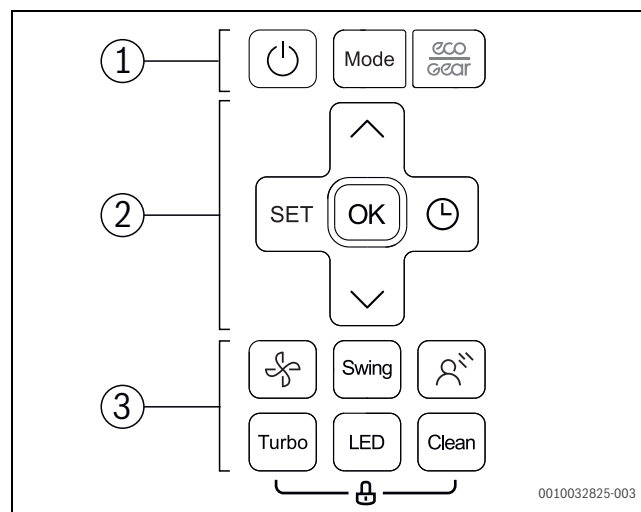 1
Mode
eco
Gear
2
SET
OK
3
Swing
Turbo
LED
Clean
0010032825-003